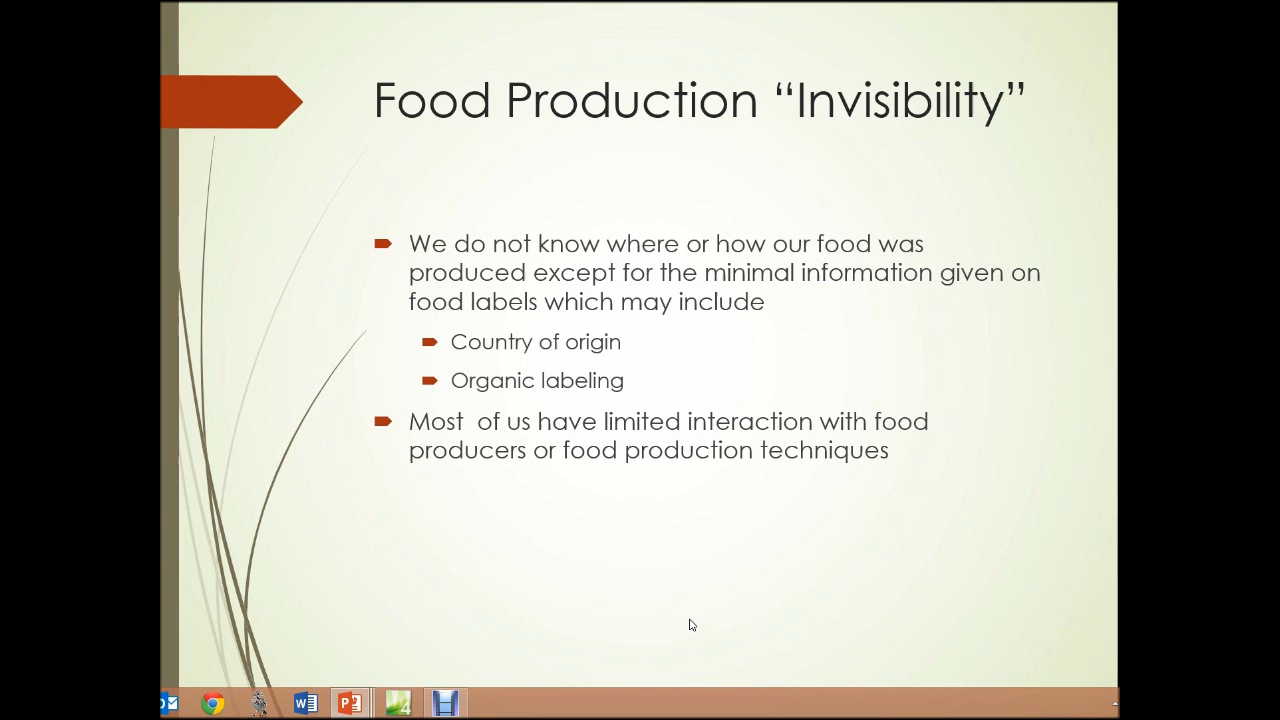 Food Production “Invisibility”
We do not know where or how our food was
produced except for the minimal information given on
food labels which may include
Country of origin
Organic labeling
Most  of us have limited interaction with food
producers or food production techniques